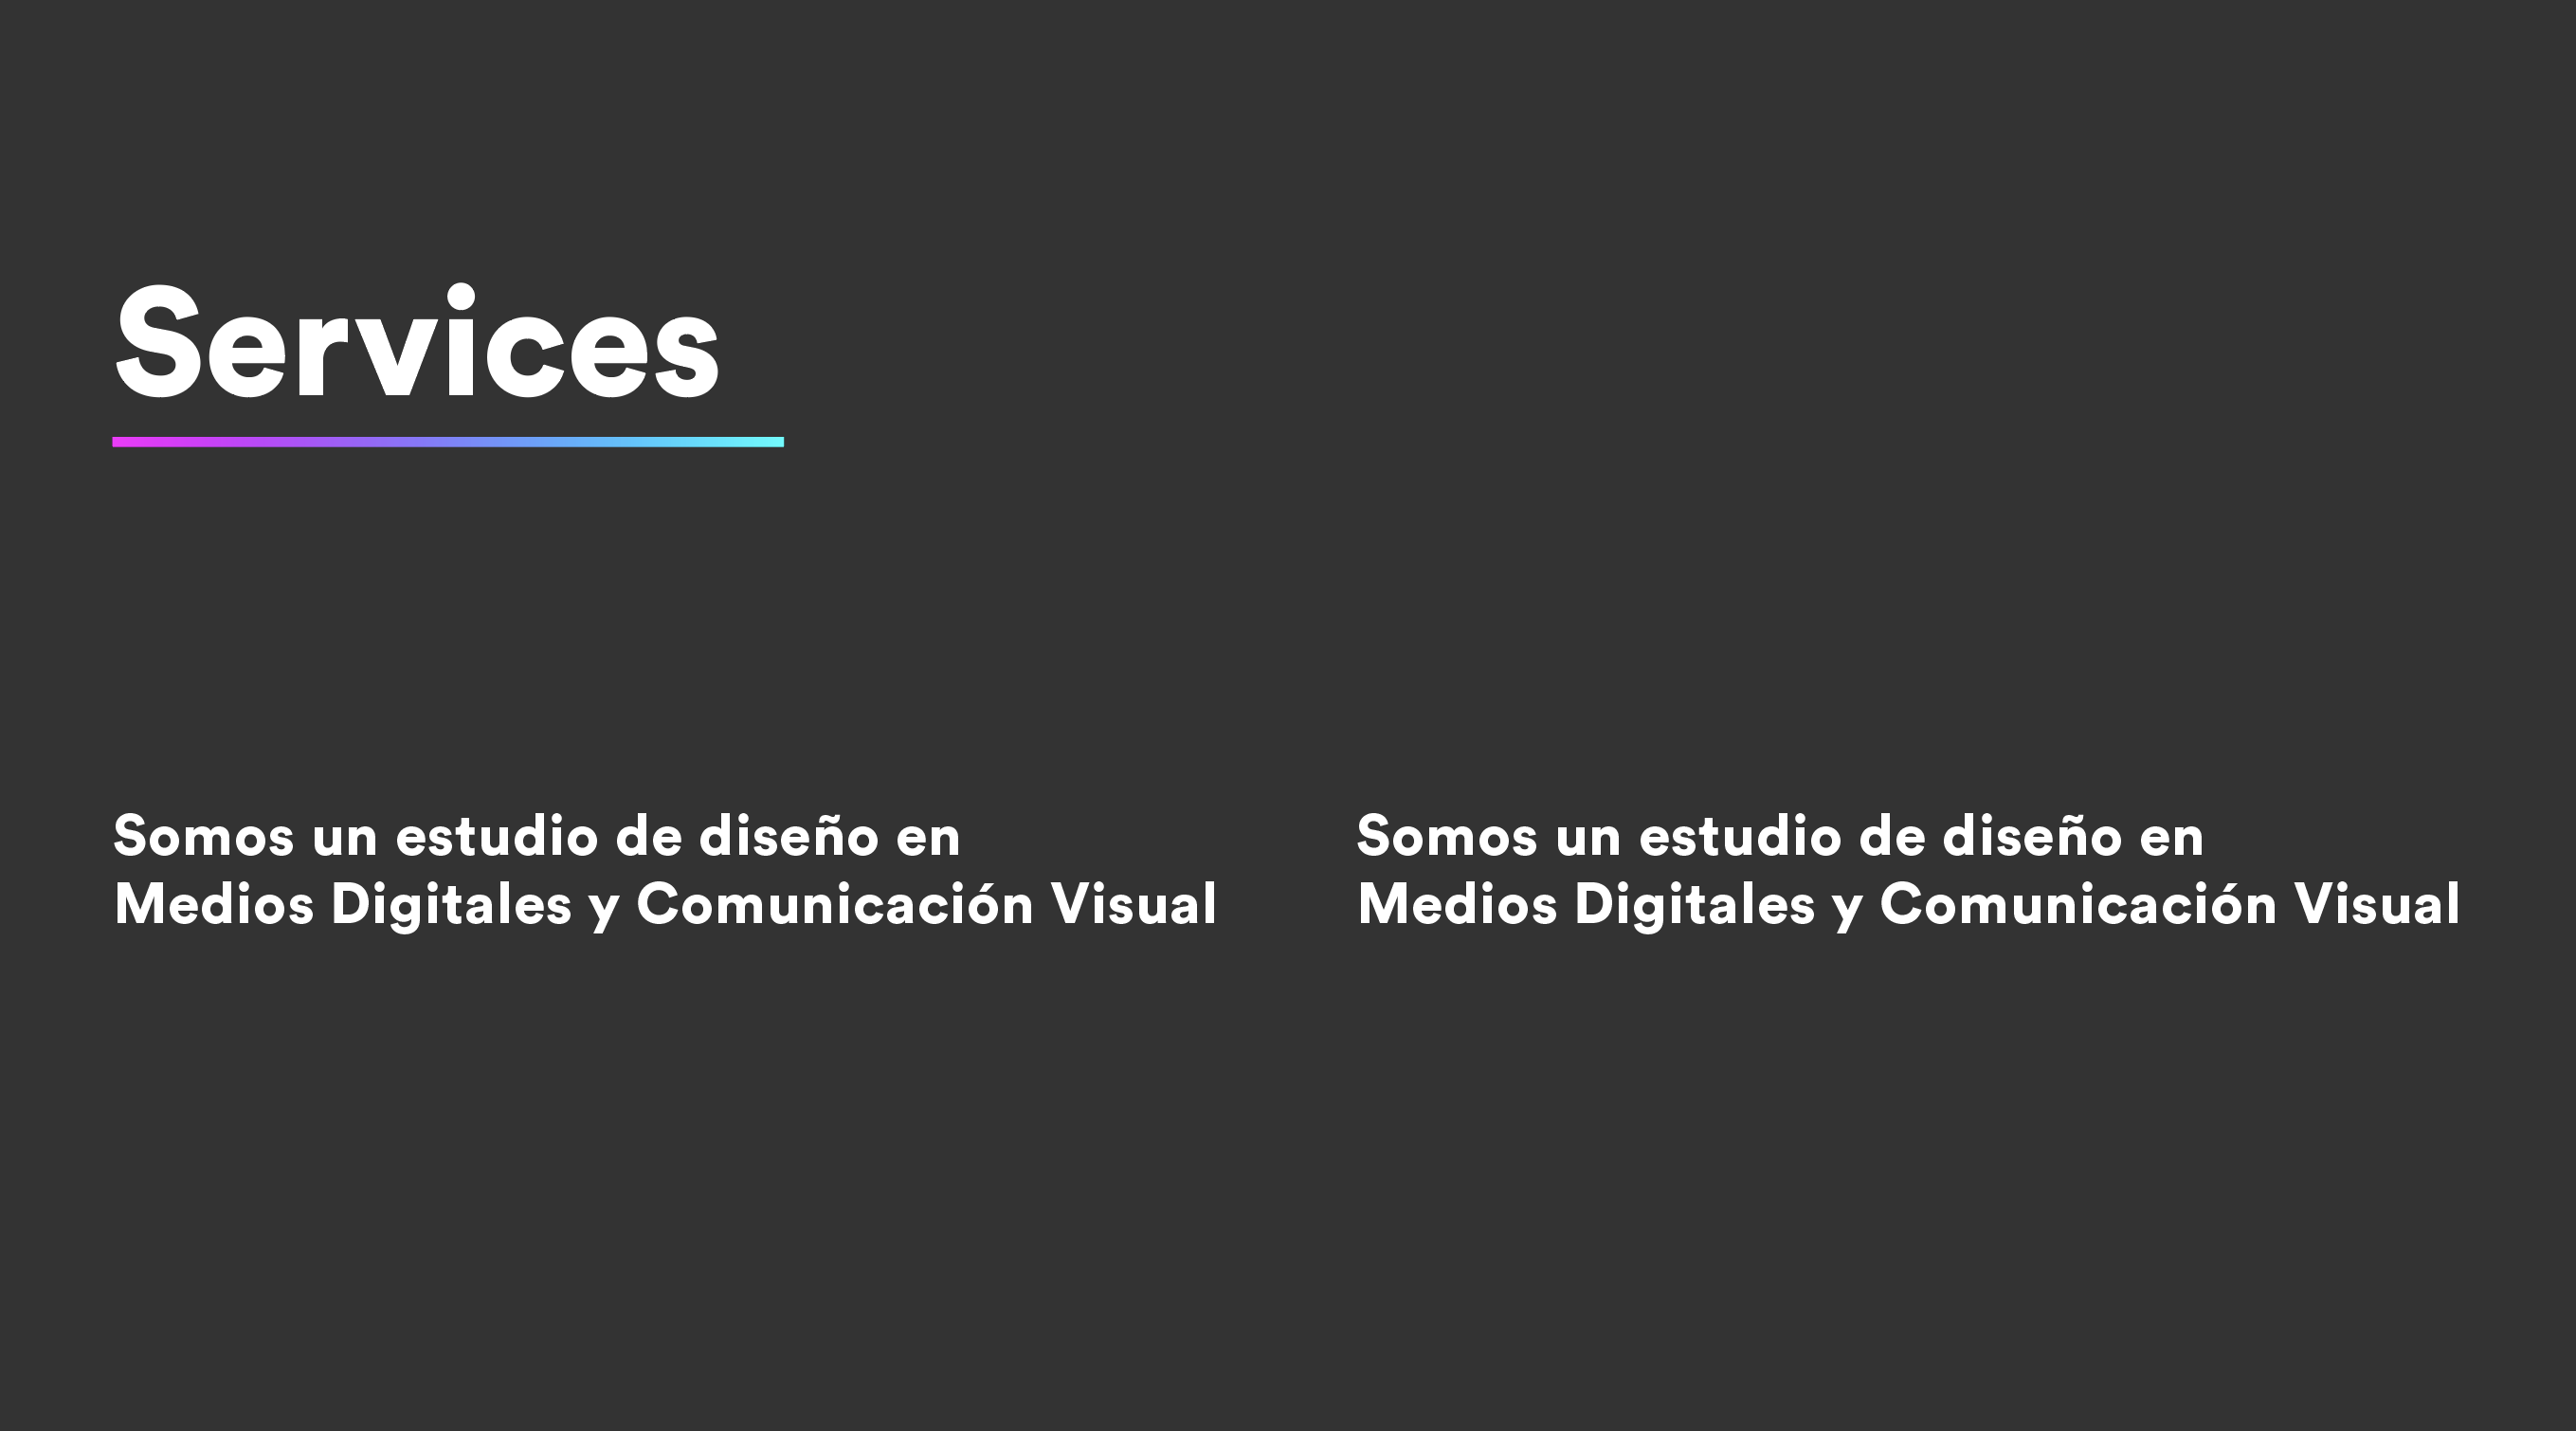 Services
Somos un estudio de diseño en
Medios Digitales y Comunicación Visual
Somos un estudio de diseño en
Medios Digitales y Comunicación Visual